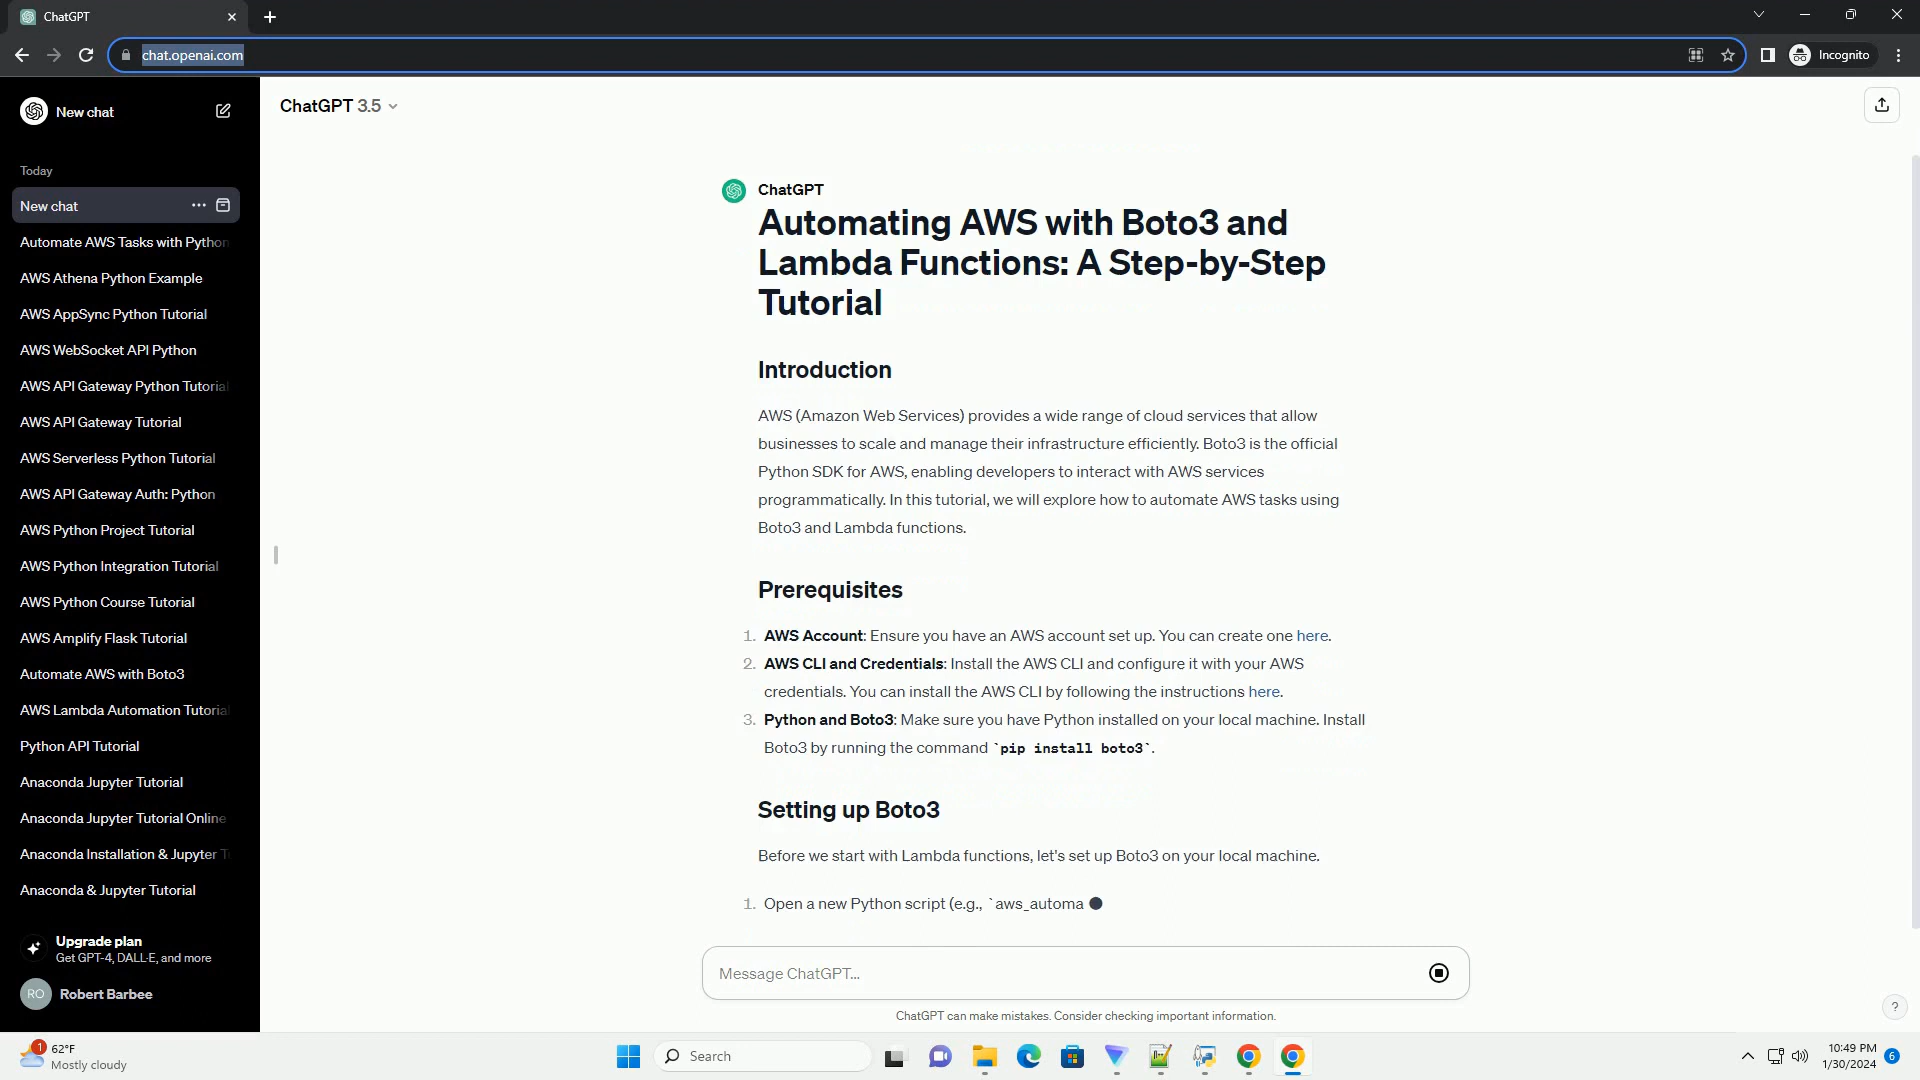 ChatGPT
chat.openai.com
Incognito
New chat
Today
New chat
Automate AWS Tasks with Python
AWS Athena Python Example
AWS AppSync Python Tutorial
AWS WebSocket API Python
AWS API Gateway Python Tutorial
AWS API Gateway Tutorial
AWS Serverless Python Tutorial
AWS API Gateway Auth: Python
AWS Python Project Tutorial
AWS Python Integration Tutorial
AWS Python Course Tutorial
AWS Amplify Flask Tutorial
Automate AWS with Boto3
AWS Lambda Automation Tutorial
Python API Tutorial
Anaconda Jupyter Tutorial
Anaconda Jupyter Tutorial Online
Anaconda Installation & Jupyter T
Anaconda & Jupyter Tutorial
Upgrade plan
Get GPT-4, DALL·E, and more
RO Robert Barbee
ChatGPT 3.5
ChatGPT
Automating AWS with Boto3 and
Lambda Functions: A Step-by-Step
Tutorial
Introduction
AWS (Amazon Web Services) provides a wide range of cloud services that allow
businesses to scale and manage their infrastructure efficiently. Boto3 is the official
Python SDK for AWS, enabling developers to interact with AWS services
programmatically. In this tutorial, we will explore how to automate AWS tasks using
Boto3 and Lambda functions.
Prerequisites
1. AWS Account: Ensure you have an AWS account set up. You can create one here.
2. AWS CLI and Credentials: Install the AWS CLI and configure it with your AWS
credentials. You can install the AWS CLI by following the instructions here.
3. Python and Boto3: Make sure you have Python installed on your local machine. Install
Boto3 by running the command `pip install boto3`.
Setting up Boto3
Before we start with Lambda functions, let's set up Boto3 on your local machine.
1. Open a new Python script (e.g., `aws_automa
Message ChatGPT...
ChatGPT can make mistakes. Consider checking important information.
?
1
62°F
Mostly cloudy
Search
10:49 PM
1/30/2024
6